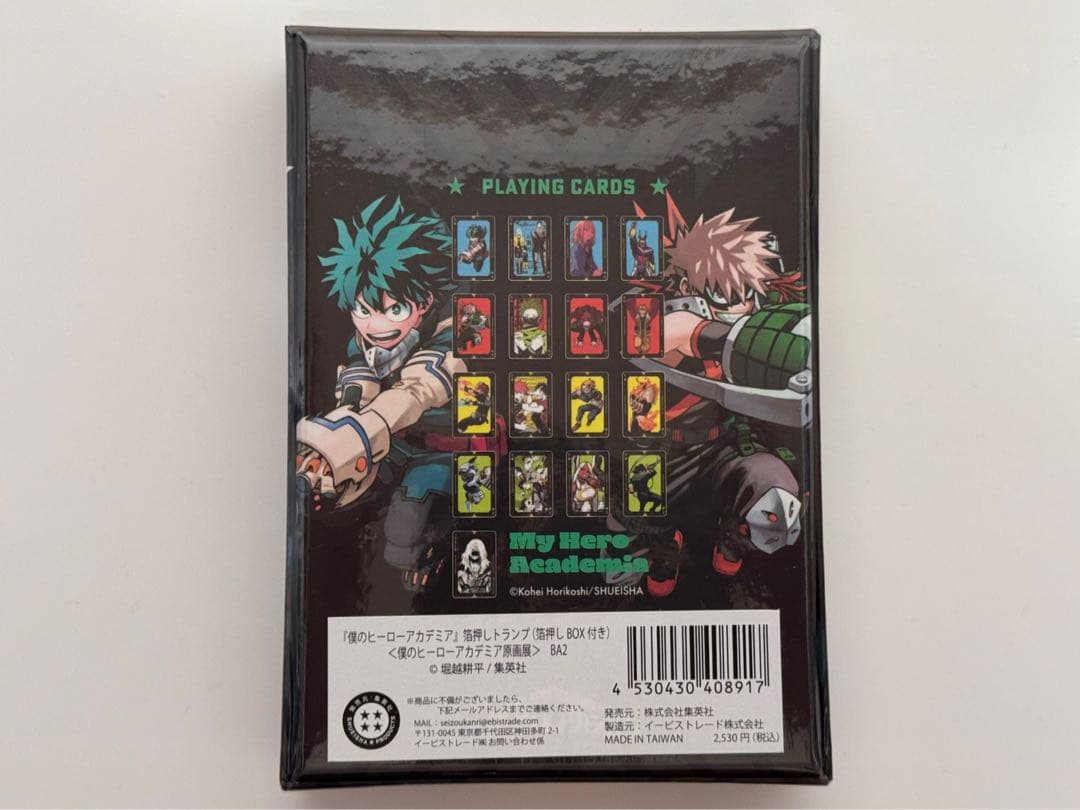 ★ PLAYING CARDS ★
My Hero
Academia
©Kohei Horikoshi/SHUEISHA
『僕のヒーローアカデミア』箔押しトランプ(箔押しBOX付き)
<僕のヒーローアカデミア原画展> BA2
© 堀越耕平 / 集英社
4 530430 408917
※商品に不備がございましたら、
下記メールアドレスまでご連絡ください。
MAIL:seizoukanri@ebistrade.com
〒131-0045 東京都千代田区神田多町 2-1
イービストレード㈱ お問い合わせ係
発売元:株式会社集英社
製造元:イービストレード株式会社
MADE IN TAIWAN 2,530 円(税込)
SHUEISHA ★ PRODUCTS